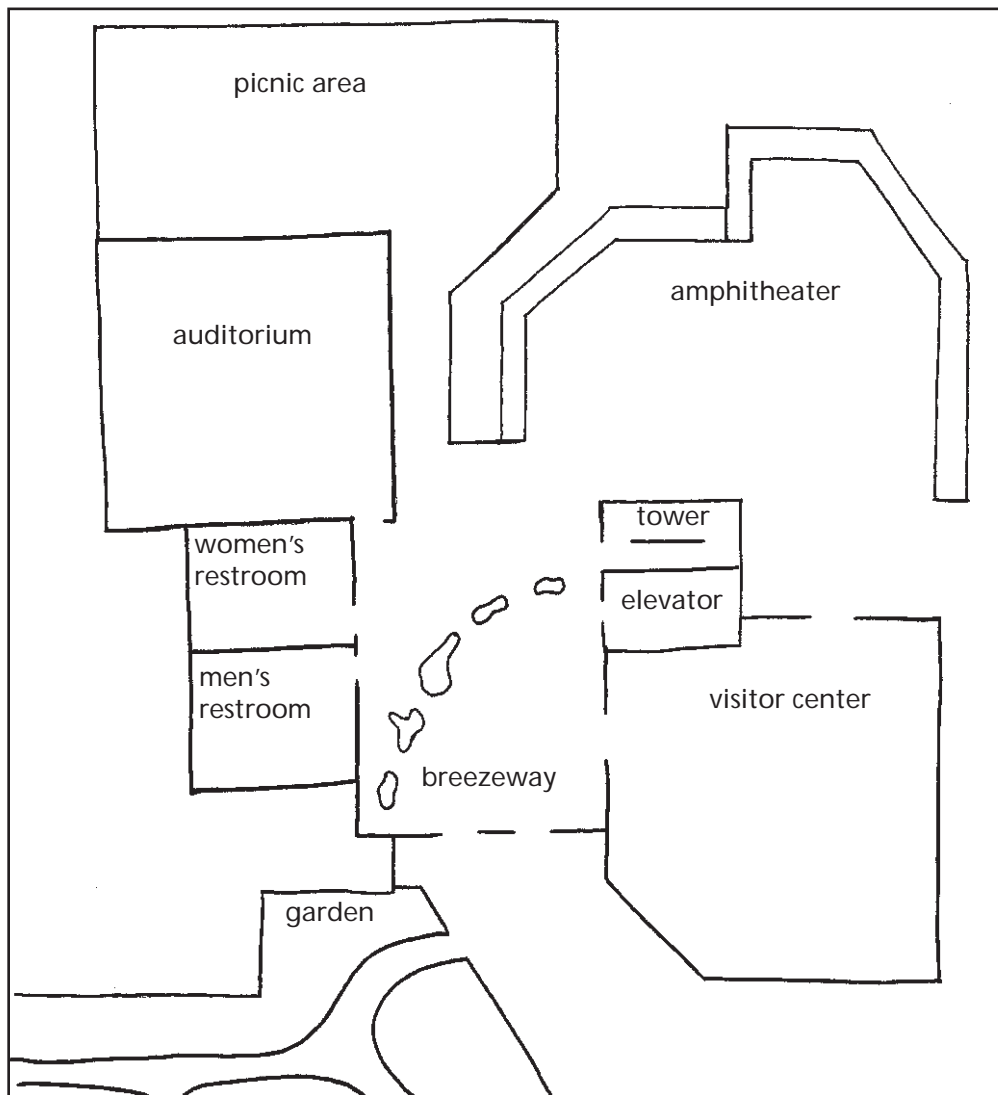 picnic area
amphitheater
auditorium
tower
women's
restroom
elevator
men's
restroom
visitor center
breezeway
garden